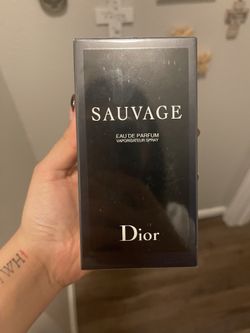 SAUVAGE
EAU DE PARFUM
VAPORISATEUR SPRAY
Dior